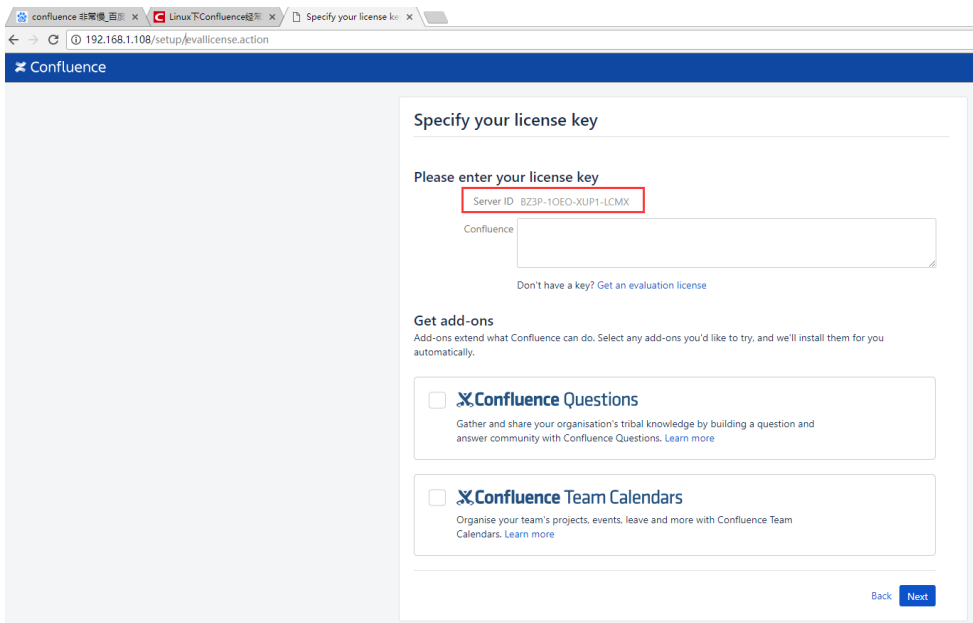 confluence 非常慢_百度
Linux下Confluence经常
Specify your license key
192.168.1.108/setup/evallicense.action
Confluence
Specify your license key
Please enter your license key
Server ID BZ3P-1OEO-XUP1-LCMX
Confluence
Don't have a key? Get an evaluation license
Get add-ons
Add-ons extend what Confluence can do. Select any add-ons you'd like to try, and we'll install them for you
automatically.
Confluence Questions
Gather and share your organisation's tribal knowledge by building a question and
answer community with Confluence Questions. Learn more
Confluence Team Calendars
Organise your team's projects, events, leave and more with Confluence Team
Calendars. Learn more
Back Next